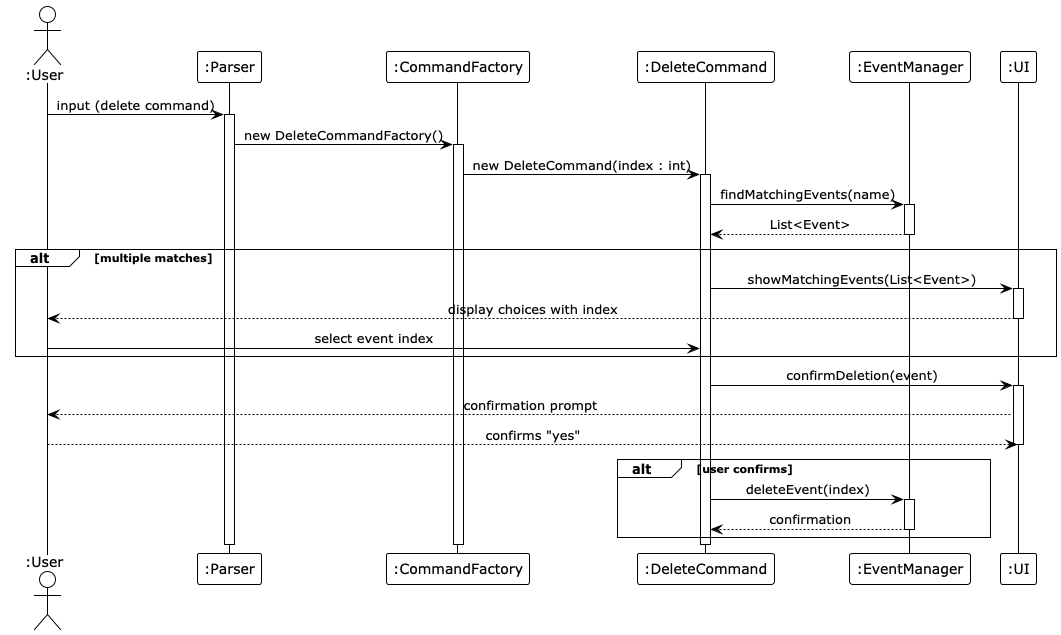 :User
:Parser
:CommandFactory
:DeleteCommand
:EventManager
:UI
input (delete command)
new DeleteCommandFactory()
new DeleteCommand(index : int)
findMatchingEvents(name)
List<Event>
alt
[multiple matches]
showMatchingEvents(List<Event>)
display choices with index
select event index
confirmDeletion(event)
confirmation prompt
confirms "yes"
alt
[user confirms]
deleteEvent(index)
confirmation
:User
:Parser
:CommandFactory
:DeleteCommand
:EventManager
:UI